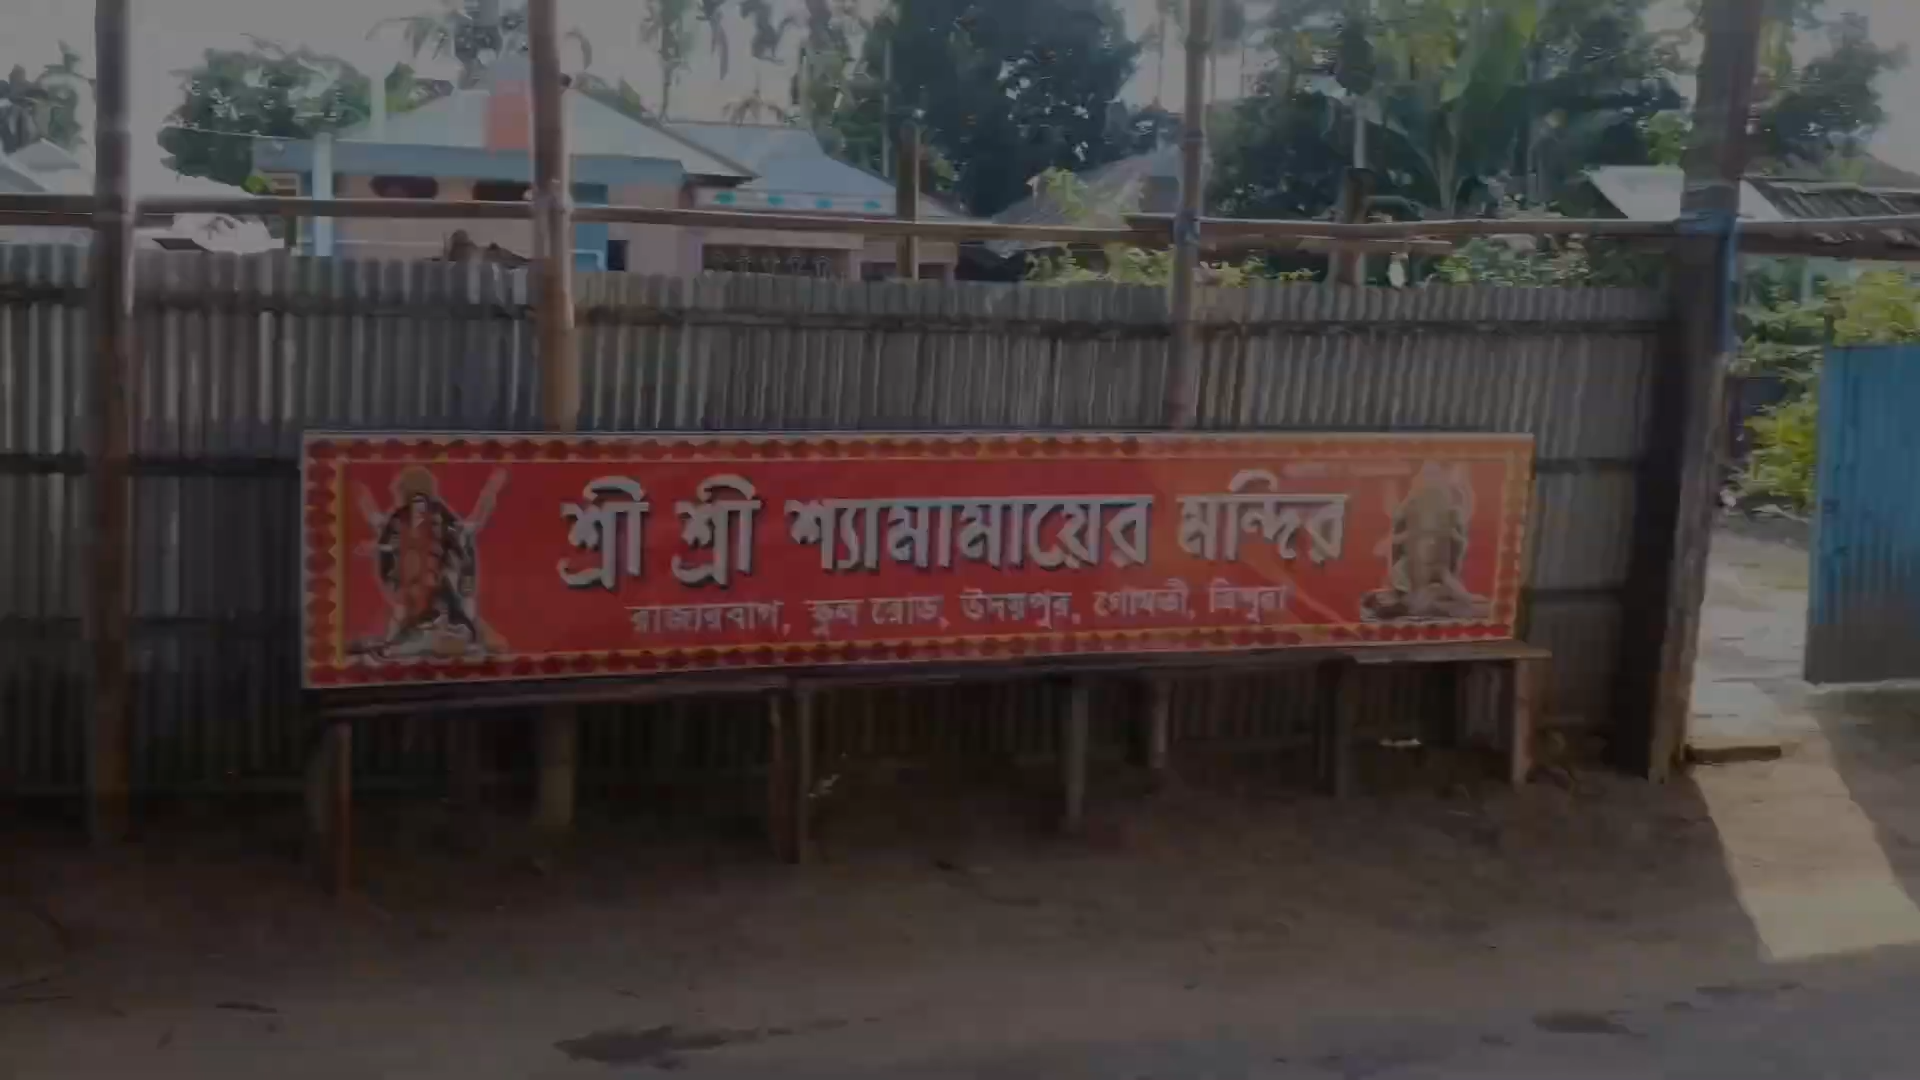 শ্রী শ্রী শ্যামামায়ের মন্দির
রাজারবাগ, স্কুল রোড, উদয়পুর, গোমতী, ত্রিপুরা